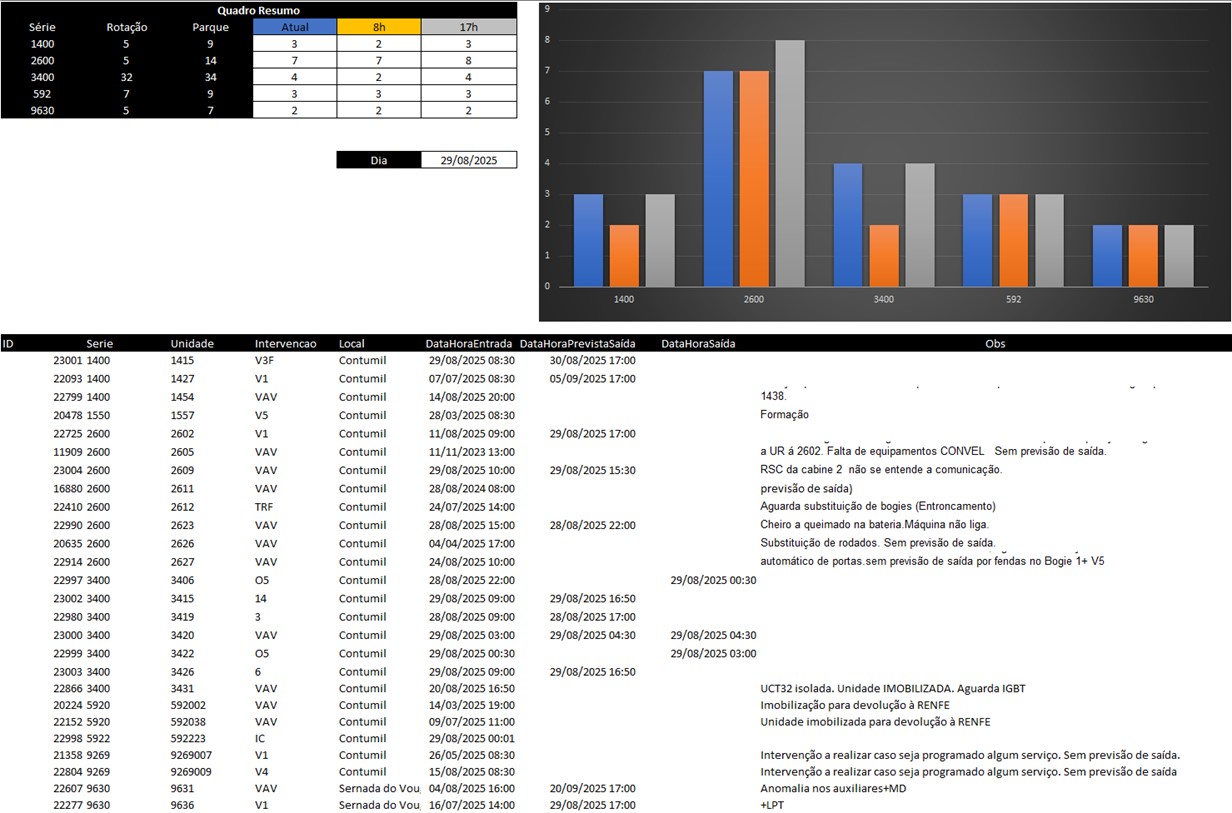 Quadro Resumo
Série Rotação Parque Atual 8h 17h
1400 5 9 3 2 3
2600 5 14 7 7 8
3400 32 34 4 2 4
592 7 9 3 3 3
9630 5 7 2 2 2
Dia 29/08/2025
9
8
7
6
5
4
3
2
1
0
1400 2600 3400 592 9630
ID Serie Unidade Intervencao Local DataHoraEntrada DataHoraPrevistaSaída DataHoraSaída Obs
23001 1400 1415 V3F Contumil 29/08/2025 08:30 30/08/2025 17:00
22093 1400 1427 V1 Contumil 07/07/2025 08:30 05/09/2025 17:00
22799 1400 1454 VAV Contumil 14/08/2025 20:00 1438.
20478 1550 1557 V5 Contumil 28/03/2025 08:30 Formação
22725 2600 2602 V1 Contumil 11/08/2025 09:00 29/08/2025 17:00
11909 2600 2605 VAV Contumil 11/11/2023 13:00 a UR á 2602. Falta de equipamentos CONVEL Sem previsão de saída.
23004 2600 2609 VAV Contumil 29/08/2025 10:00 29/08/2025 15:30 RSC da cabine 2 não se entende a comunicação.
16880 2600 2611 VAV Contumil 28/08/2024 08:00 previsão de saída)
22410 2600 2612 TRF Contumil 24/07/2025 14:00 Aguarda substituição de bogies (Entroncamento)
22990 2600 2623 VAV Contumil 28/08/2025 15:00 28/08/2025 22:00 Cheiro a queimado na bateria.Máquina não liga.
20635 2600 2626 VAV Contumil 04/04/2025 17:00 Substituição de rodados. Sem previsão de saída.
22914 2600 2627 VAV Contumil 24/08/2025 10:00 automático de portas.sem previsão de saída por fendas no Bogie 1+ V5
22997 3400 3406 O5 Contumil 28/08/2025 22:00 29/08/2025 00:30
23002 3400 3415 14 Contumil 29/08/2025 09:00 29/08/2025 16:50
22980 3400 3419 3 Contumil 28/08/2025 09:00 28/08/2025 17:00
23000 3400 3420 VAV Contumil 29/08/2025 03:00 29/08/2025 04:30 29/08/2025 04:30
22999 3400 3422 O5 Contumil 29/08/2025 00:30 29/08/2025 03:00
23003 3400 3426 6 Contumil 29/08/2025 09:00 29/08/2025 16:50
22866 3400 3431 VAV Contumil 20/08/2025 16:50 UCT32 isolada. Unidade IMOBILIZADA. Aguarda IGBT
20224 5920 592002 VAV Contumil 14/03/2025 19:00 Imobilização para devolução à RENFE
22152 5920 592038 VAV Contumil 09/07/2025 11:00 Unidade imobilizada para devolução à RENFE
22998 5922 592223 IC Contumil 29/08/2025 00:01
21358 9269 9269007 V1 Contumil 26/05/2025 08:30 Intervenção a realizar caso seja programado algum serviço. Sem previsão de saída.
22804 9269 9269009 V4 Contumil 15/08/2025 08:30 Intervenção a realizar caso seja programado algum serviço. Sem previsão de saída
22607 9630 9631 VAV Sernada do Vou 04/08/2025 16:00 20/09/2025 17:00 Anomalia nos auxiliares+MD
22277 9630 9636 V1 Sernada do Vou 16/07/2025 14:00 29/08/2025 17:00 +LPT